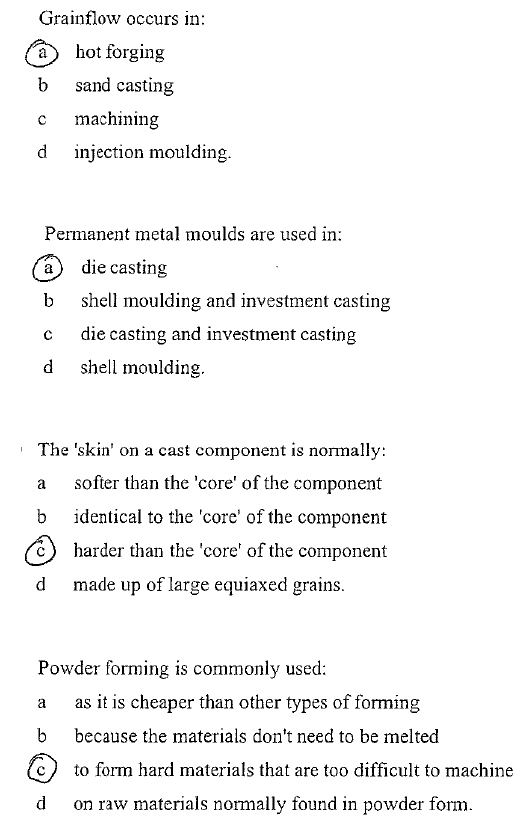 Grainflow occurs in:
a hot forging
b sand casting
c machining
d injection moulding.
Permanent metal moulds are used in:
a die casting
b shell moulding and investment casting
c die casting and investment casting
d shell moulding.
The 'skin' on a cast component is normally:
a softer than the 'core' of the component
b identical to the 'core' of the component
c harder than the 'core' of the component
d made up of large equiaxed grains.
Powder forming is commonly used:
a as it is cheaper than other types of forming
b because the materials don't need to be melted
c to form hard materials that are too difficult to machine
d on raw materials normally found in powder form.